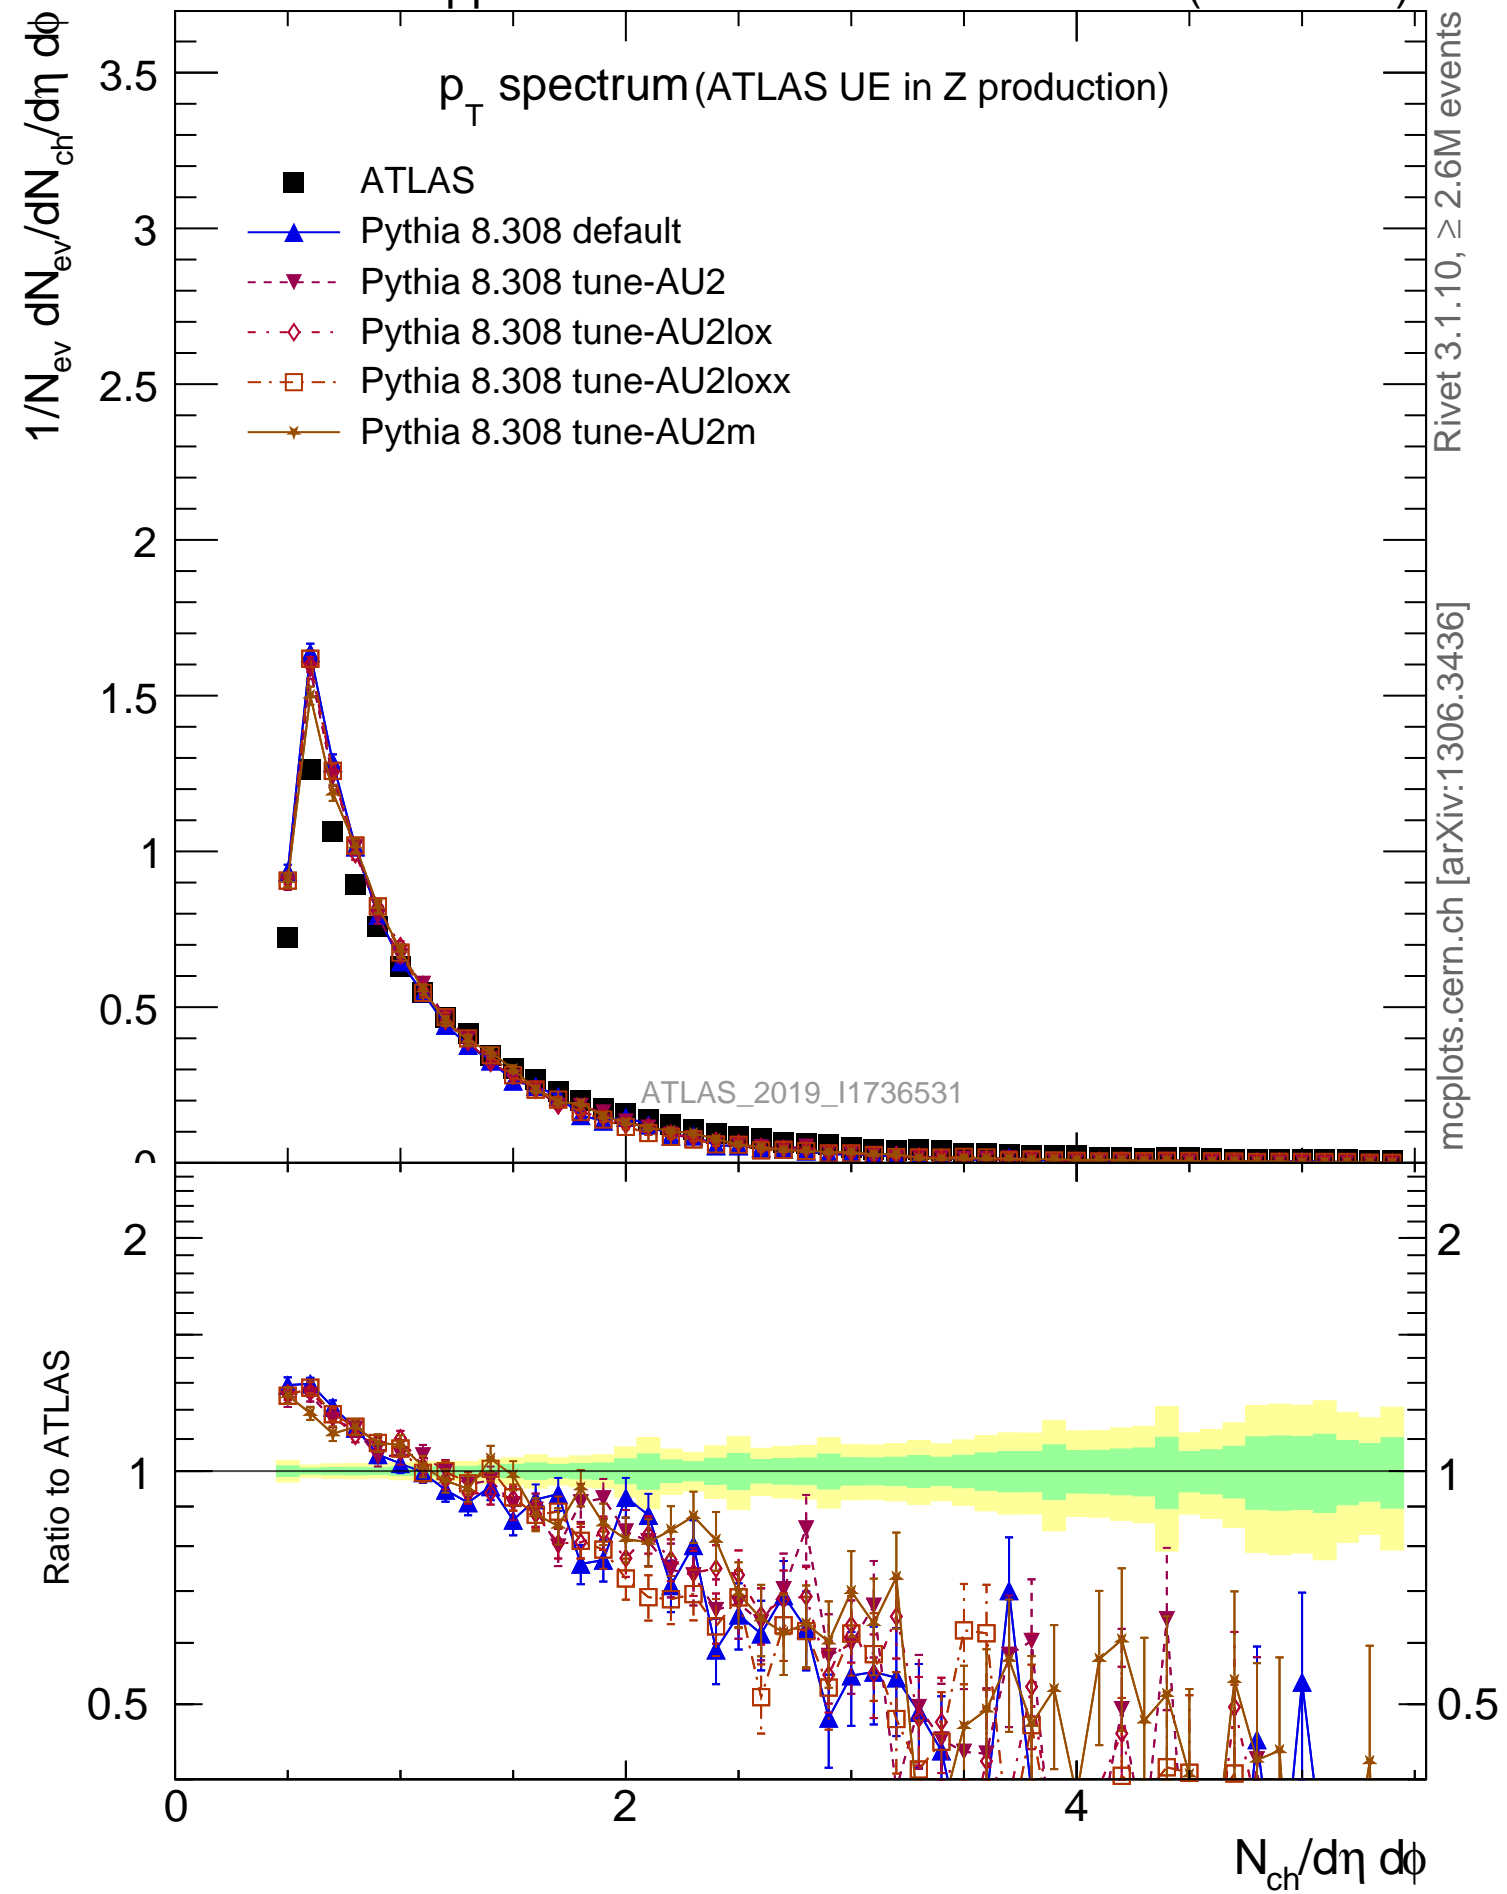 p_T spectrum (ATLAS UE in Z production)
ATLAS
Pythia 8.308 default
Pythia 8.308 tune-AU2
Pythia 8.308 tune-AU2lox
Pythia 8.308 tune-AU2loxx
Pythia 8.308 tune-AU2m
1/N_ev dN_ev/dN_ch/dη dϕ
3.5
3
2.5
2
1.5
1
0.5
0
ATLAS_2019_I1736531
Rivet 3.1.10, ≥ 2.6M events
mcplots.cern.ch [arXiv:1306.3436]
Ratio to ATLAS
2
1
0.5
2
1
0.5
0
2
4
N_ch/dη dϕ